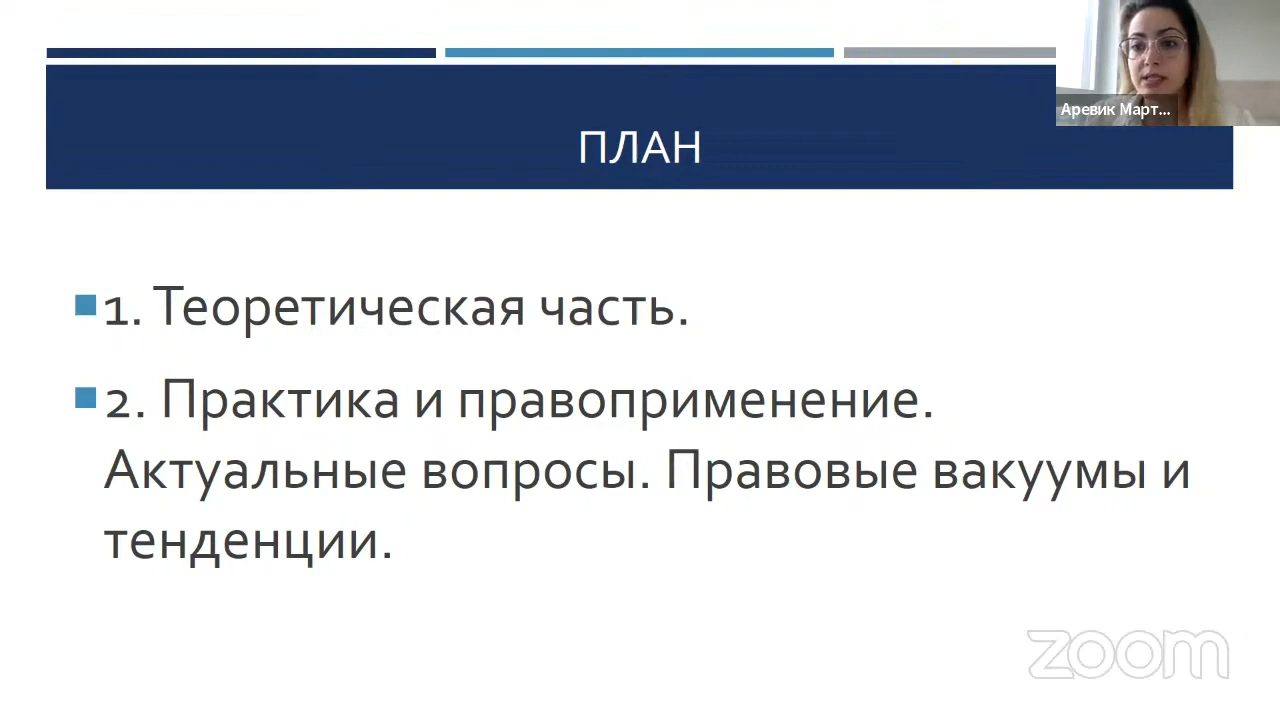 Аревик Март...
ПЛАН
1. Теоретическая часть.
2. Практика и правоприменение.
Актуальные вопросы. Правовые вакуумы и
тенденции.
zoom